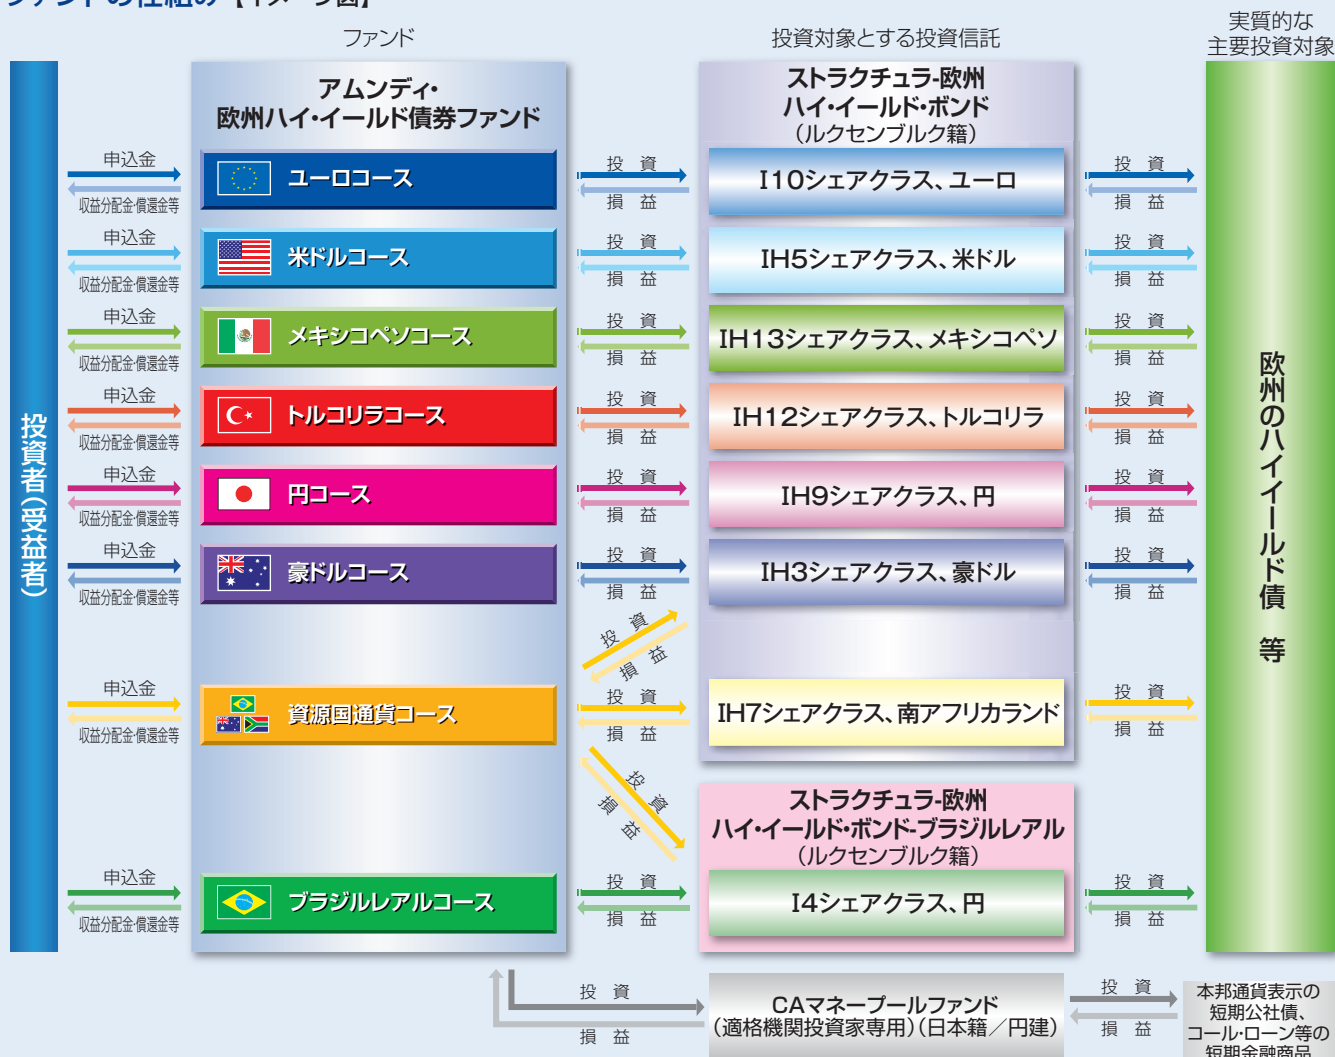 ファンドの仕組み【イメージ図】
ファンド
投資対象とする投資信託
実質的な
主要投資対象
投資者(受益者)
アムンディ・
欧州ハイ・イールド債券ファンド
ストラクチュラ-欧州
ハイ・イールド・ボンド
(ルクセンブルク籍)
欧州のハイイールド債 等
申込金
収益分配金・償還金等
ユーロコース
投 資
損 益
I10シェアクラス、ユーロ
投 資
損 益
申込金
収益分配金・償還金等
米ドルコース
投 資
損 益
IH5シェアクラス、米ドル
投 資
損 益
申込金
収益分配金・償還金等
メキシコペソコース
投 資
損 益
IH13シェアクラス、メキシコペソ
投 資
損 益
申込金
収益分配金・償還金等
トルコリラコース
投 資
損 益
IH12シェアクラス、トルコリラ
投 資
損 益
申込金
収益分配金・償還金等
円コース
投 資
損 益
IH9シェアクラス、円
投 資
損 益
申込金
収益分配金・償還金等
豪ドルコース
投 資
損 益
IH3シェアクラス、豪ドル
投 資
損 益
投 資
損 益
申込金
収益分配金・償還金等
資源国通貨コース
投 資
損 益
IH7シェアクラス、南アフリカランド
投 資
損 益
投 資
損 益
ストラクチュラ-欧州
ハイ・イールド・ボンド-ブラジルレアル
(ルクセンブルク籍)
申込金
収益分配金・償還金等
ブラジルレアルコース
投 資
損 益
I4シェアクラス、円
投 資
損 益
投 資
損 益
CAマネープールファンド
(適格機関投資家専用)(日本籍/円建)
投 資
損 益
本邦通貨表示の
短期公社債、
コール・ローン等の
短期金融商品